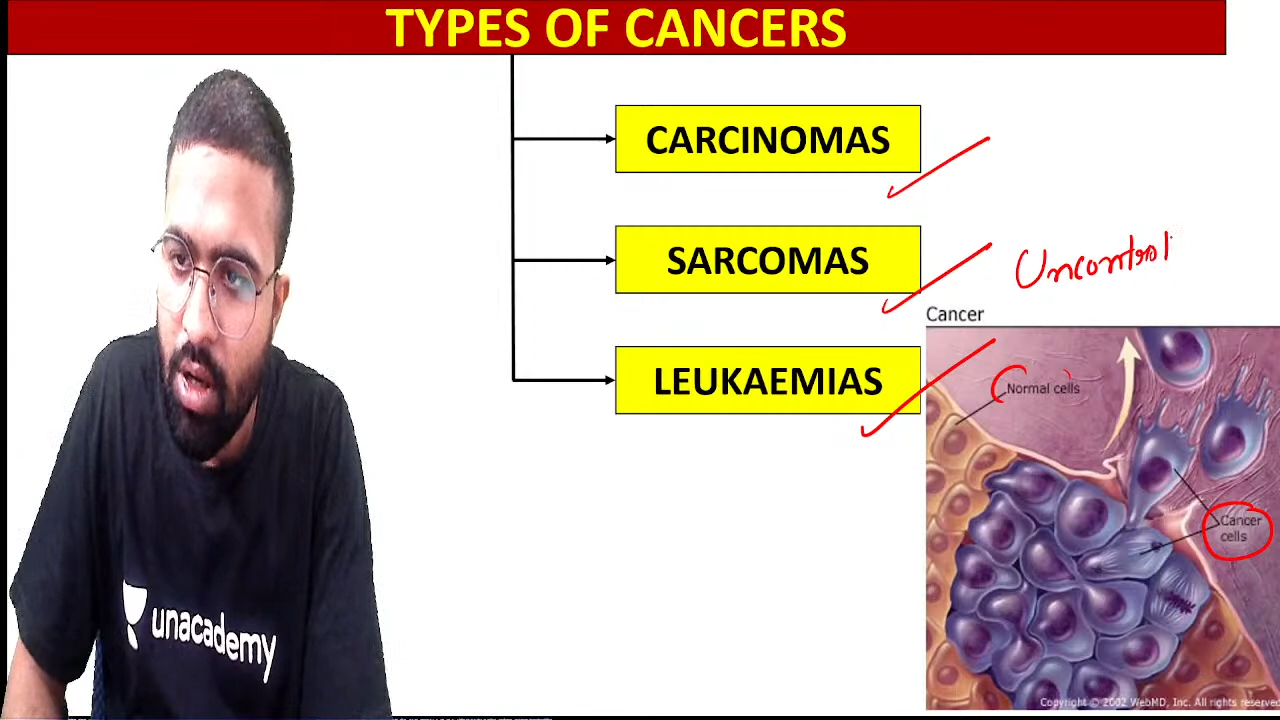 TYPES OF CANCERS
CARCINOMAS
SARCOMAS
Uncontrol
LEUKAEMIAS
Cancer
Normal cells
Cancer
cells
unacademy
Copyright © 2002 WebMD, Inc. All rights reserved